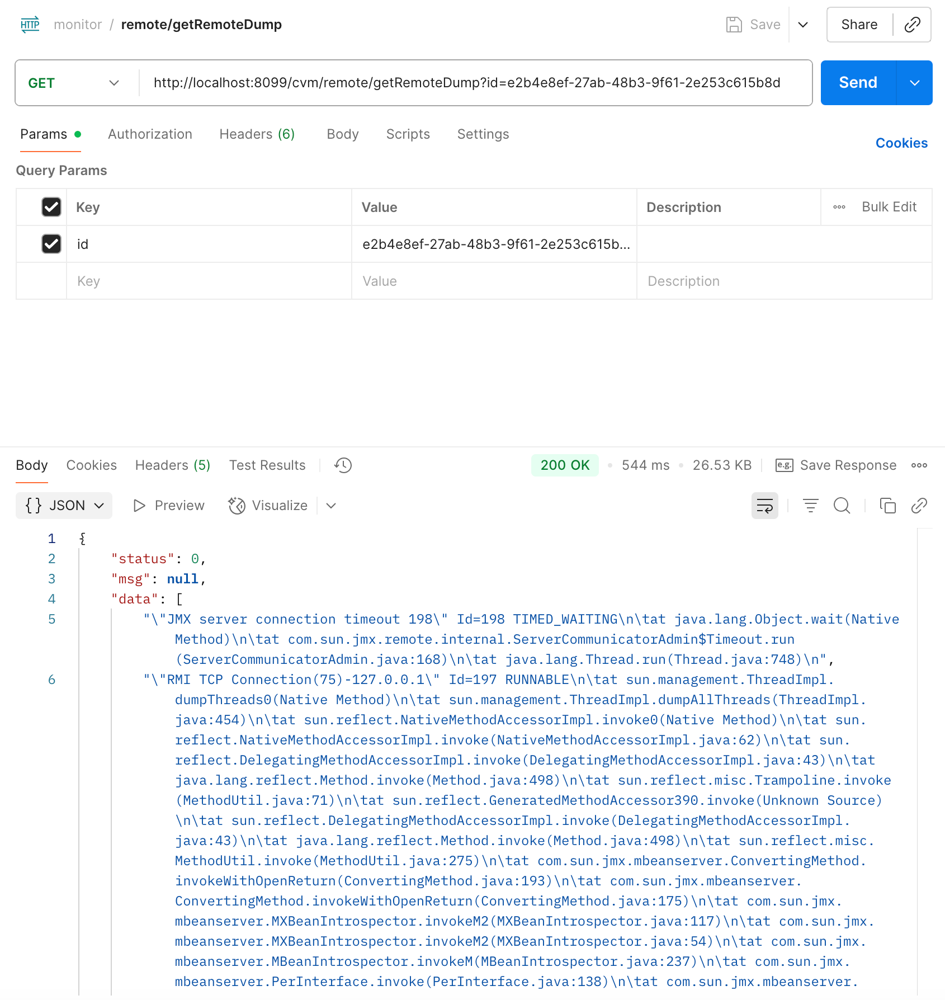 HTTP monitor / remote/getRemoteDump Save Share
GET http://localhost:8099/cvm/remote/getRemoteDump?id=e2b4e8ef-27ab-48b3-9f61-2e253c615b8d Send
Params Authorization Headers (6) Body Scripts Settings Cookies
Query Params
Key Value Description Bulk Edit
id e2b4e8ef-27ab-48b3-9f61-2e253c615b...
Key Value Description
Body Cookies Headers (5) Test Results 200 OK 544 ms 26.53 KB e.g. Save Response
{} JSON Preview Visualize
1 {
2 "status": 0,
3 "msg": null,
4 "data": [
5 "\"JMX server connection timeout 198\" Id=198 TIMED_WAITING\n\tat java.lang.Object.wait(Native
Method)\n\tat com.sun.jmx.remote.internal.ServerCommunicatorAdmin$Timeout.run
(ServerCommunicatorAdmin.java:168)\n\tat java.lang.Thread.run(Thread.java:748)\n",
6 "\"RMI TCP Connection(75)-127.0.0.1\" Id=197 RUNNABLE\n\tat sun.management.ThreadImpl.
dumpThreads0(Native Method)\n\tat sun.management.ThreadImpl.dumpAllThreads(ThreadImpl.
java:454)\n\tat sun.reflect.NativeMethodAccessorImpl.invoke0(Native Method)\n\tat sun.
reflect.NativeMethodAccessorImpl.invoke(NativeMethodAccessorImpl.java:62)\n\tat sun.
reflect.DelegatingMethodAccessorImpl.invoke(DelegatingMethodAccessorImpl.java:43)\n\tat
java.lang.reflect.Method.invoke(Method.java:498)\n\tat sun.reflect.misc.Trampoline.invoke
(MethodUtil.java:71)\n\tat sun.reflect.GeneratedMethodAccessor390.invoke(Unknown Source)
\n\tat sun.reflect.DelegatingMethodAccessorImpl.invoke(DelegatingMethodAccessorImpl.
java:43)\n\tat java.lang.reflect.Method.invoke(Method.java:498)\n\tat sun.reflect.misc.
MethodUtil.invoke(MethodUtil.java:275)\n\tat com.sun.jmx.mbeanserver.ConvertingMethod.
invokeWithOpenReturn(ConvertingMethod.java:193)\n\tat com.sun.jmx.mbeanserver.
ConvertingMethod.invokeWithOpenReturn(ConvertingMethod.java:175)\n\tat com.sun.jmx.
mbeanserver.MXBeanIntrospector.invokeM2(MXBeanIntrospector.java:117)\n\tat com.sun.jmx.
mbeanserver.MXBeanIntrospector.invokeM2(MXBeanIntrospector.java:54)\n\tat com.sun.jmx.
mbeanserver.MBeanIntrospector.invokeM(MBeanIntrospector.java:237)\n\tat com.sun.jmx.
mbeanserver.PerInterface.invoke(PerInterface.java:138)\n\tat com.sun.jmx.mbeanserver.